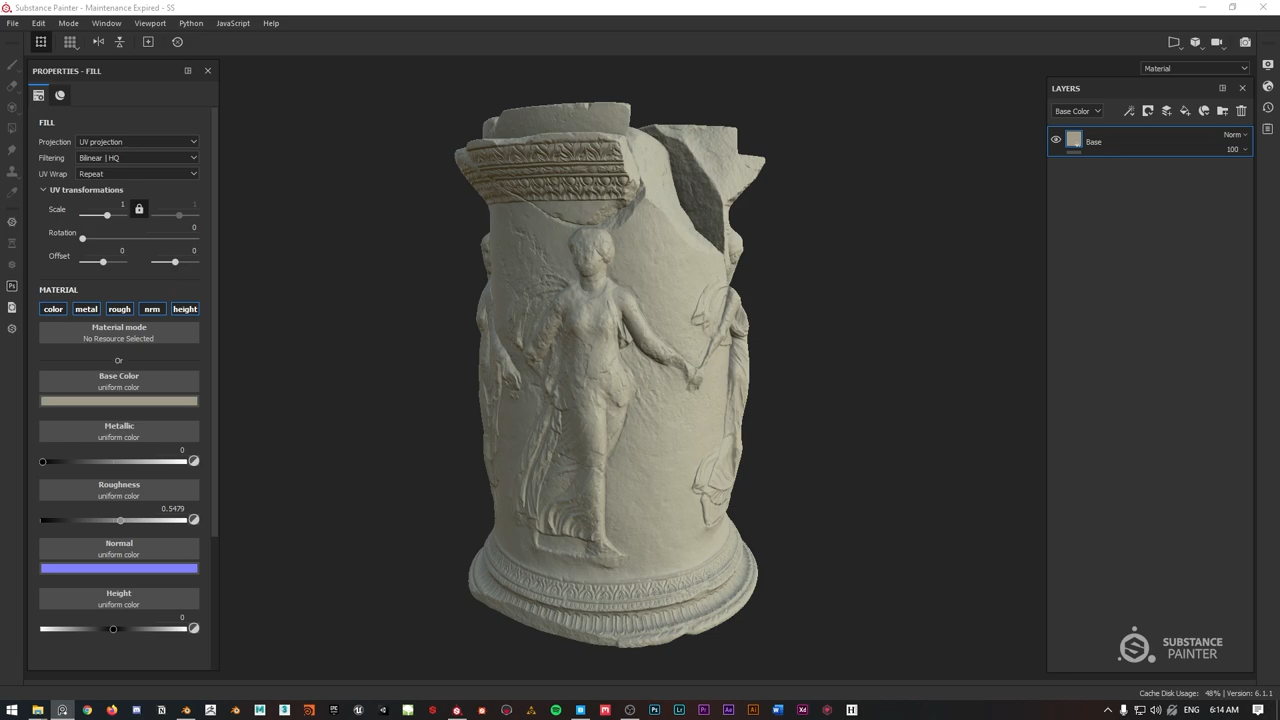 Substance Painter - Maintenance Expired - SS
File Edit Mode Window Viewport Python JavaScript Help
PROPERTIES - FILL
FILL
Projection UV projection
Filtering Bilinear | HQ
UV Wrap Repeat
UV transformations
Scale 1 1
Rotation 0
Offset 0 0
MATERIAL
color metal rough nrm height
Material mode
No Resource Selected
Or
Base Color
uniform color
Metallic
uniform color
0
Roughness
uniform color
0.5479
Normal
uniform color
Height
uniform color
0
Material
LAYERS
Base Color
Base Norm
100
SUBSTANCE
PAINTER
Cache Disk Usage: 48% | Version: 6.1.1
ENG 6:14 AM